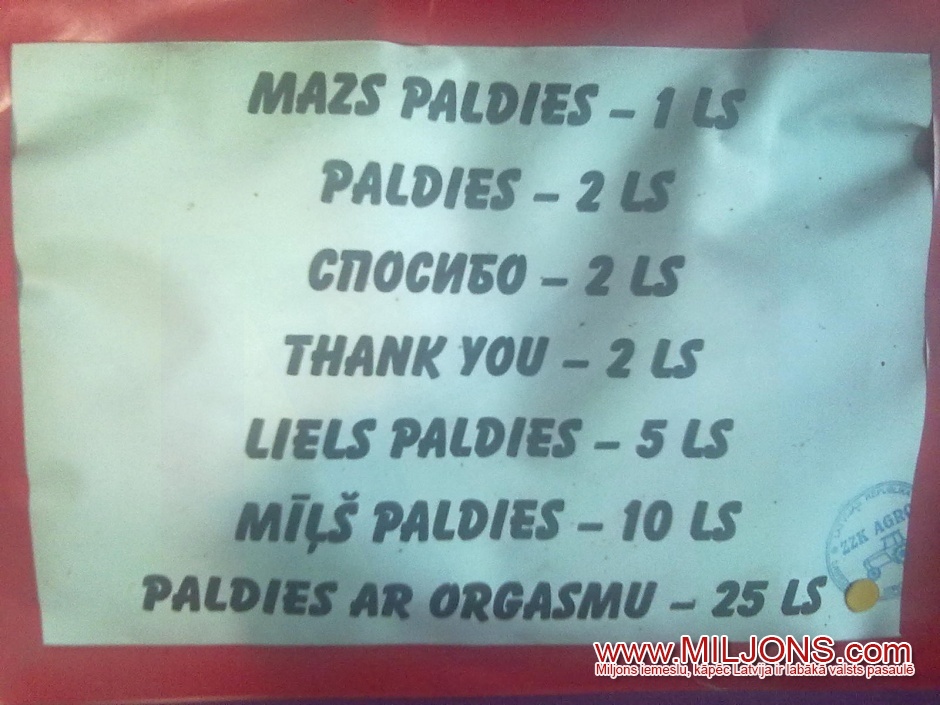 MAZS PALDIES – 1 LS
PALDIES – 2 LS
СПОСИБО – 2 LS
THANK YOU – 2 LS
LIELS PALDIES – 5 LS
MĪĻŠ PALDIES – 10 LS
PALDIES AR ORGASMU – 25 LS
ZZK AGRO
www.MILJONS.com
Miljons iemeslu, kāpēc Latvija ir labākā valsts pasaulē